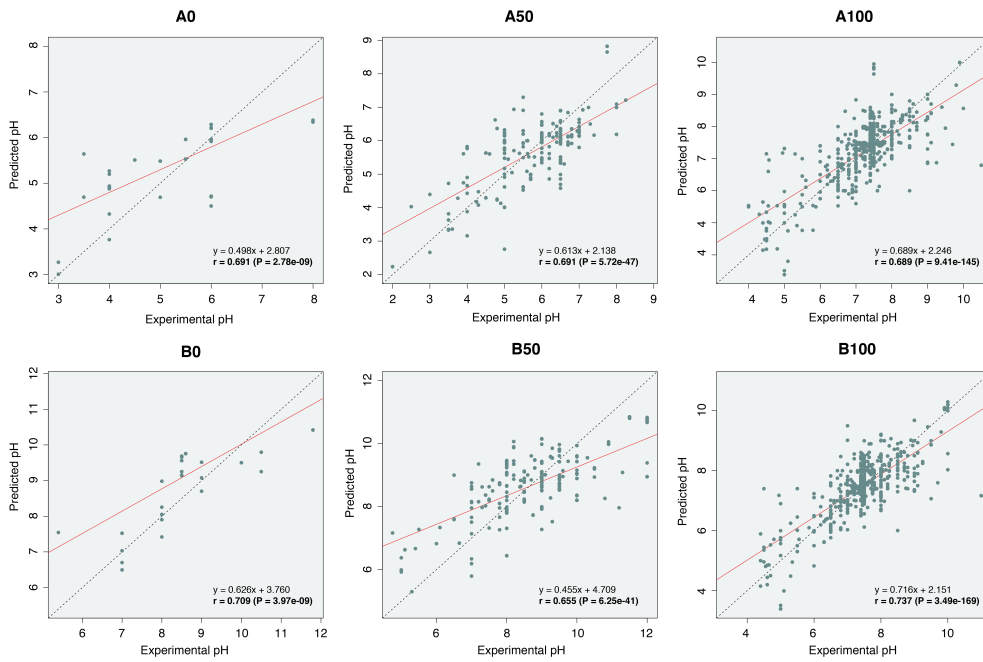 A0
8
7
6
5
4
3
Predicted pH
y = 0.498x + 2.807
r = 0.691 (P = 2.78e-09)
3 4 5 6 7 8
Experimental pH
A50
9
8
7
6
5
4
3
2
Predicted pH
y = 0.613x + 2.138
r = 0.691 (P = 5.72e-47)
2 3 4 5 6 7 8 9
Experimental pH
A100
10
9
8
7
6
4
Predicted pH
y = 0.689x + 2.246
r = 0.689 (P = 9.41e-145)
4 5 6 7 8 9 10
Experimental pH
B0
12
11
10
9
8
7
6
Predicted pH
y = 0.626x + 3.760
r = 0.709 (P = 3.97e-09)
6 7 8 9 10 11 12
Experimental pH
B50
12
10
8
6
Predicted pH
y = 0.455x + 4.709
r = 0.655 (P = 6.25e-41)
6 8 10 12
Experimental pH
B100
10
8
6
4
Predicted pH
y = 0.716x + 2.151
r = 0.737 (P = 3.49e-169)
4 6 8 10
Experimental pH